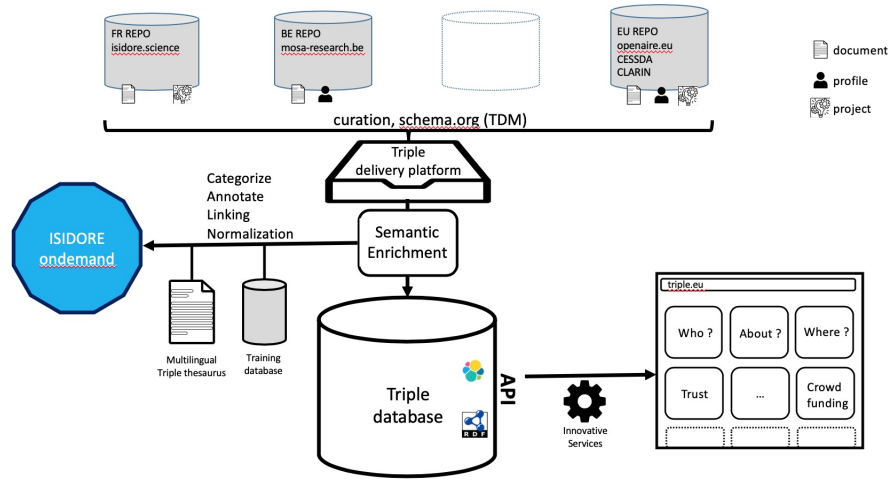 FR REPO
isidore.science
BE REPO
mosa-research.be
EU REPO
openaire.eu
CESSDA
CLARIN
document
profile
project
curation, schema.org (TDM)
Triple
delivery platform
Categorize
Annotate
Linking
Normalization
ISIDORE
ondemand
Semantic
Enrichment
Multilingual
Triple thesaurus
Training
database
Triple
database
RDF
API
Innovative
Services
triple.eu
Who ?
About ?
Where ?
Trust
...
Crowd
funding